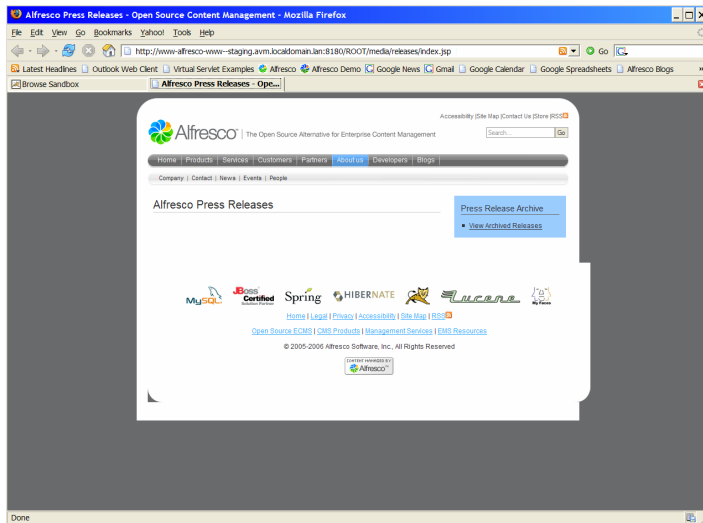 Alfresco Press Releases - Open Source Content Management - Mozilla Firefox
File Edit View Go Bookmarks Yahoo! Tools Help
http://www-alfresco-www--staging.avm.localdomain.lan:8180/ROOT/media/releases/index.jsp Go
Latest Headlines Outlook Web Client Virtual Servlet Examples Alfresco Alfresco Demo Google News Gmail Google Calendar Google Spreadsheets Alfresco Blogs
Browse Sandbox Alfresco Press Releases - Ope...
Accessibility |Site Map |Contact Us |Store |RSS
Alfresco | The Open Source Alternative for Enterprise Content Management Search... Go
Home | Products | Services | Customers | Partners | About us | Developers | Blogs |
Company | Contact | News | Events | People
Alfresco Press Releases
Press Release Archive
View Archived Releases
MySQL JBoss Certified Solution Partner Spring HIBERNATE Lucene My Faces
Home | Legal | Privacy | Accessibility | Site Map | RSS
Open Source ECMS | CMS Products | Management Services | EMS Resources
© 2005-2006 Alfresco Software, Inc., All Rights Reserved
CONTENT MANAGED BY
Alfresco™
Done